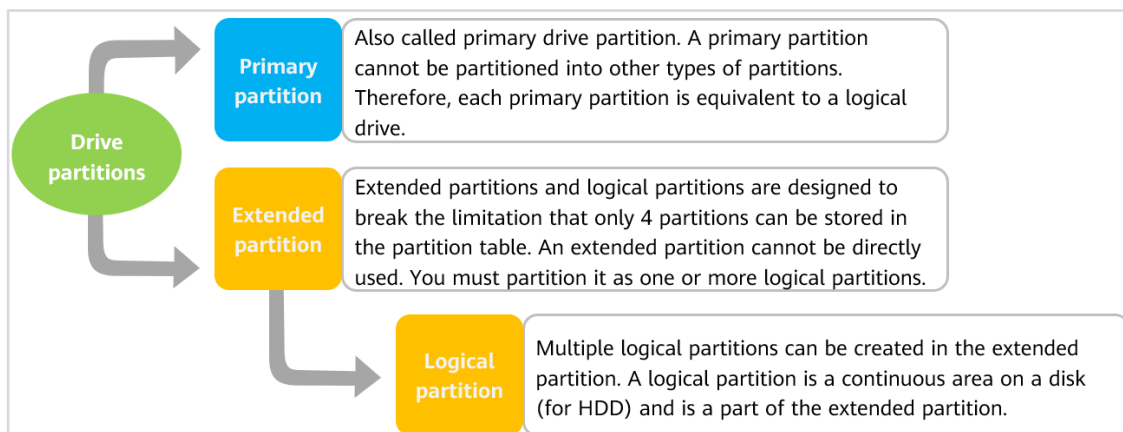 Drive
partitions
Primary
partition
Also called primary drive partition. A primary partition
cannot be partitioned into other types of partitions.
Therefore, each primary partition is equivalent to a logical
drive.
Extended
partition
Extended partitions and logical partitions are designed to
break the limitation that only 4 partitions can be stored in
the partition table. An extended partition cannot be directly
used. You must partition it as one or more logical partitions.
Logical
partition
Multiple logical partitions can be created in the extended
partition. A logical partition is a continuous area on a disk
(for HDD) and is a part of the extended partition.